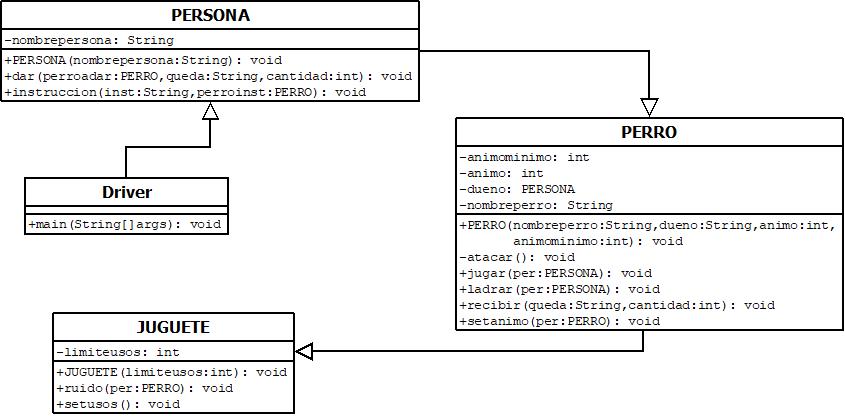 PERSONA
-nombrepersona: String
+PERSONA(nombrepersona:String): void
+dar(perroadar:PERRO,queda:String,cantidad:int): void
+instruccion(inst:String,perroinst:PERRO): void
Driver
+main(String[]args): void
PERRO
-animominimo: int
-animo: int
-dueno: PERSONA
-nombreperro: String
+PERRO(nombreperro:String,dueno:String,animo:int,
animominimo:int): void
-atacar(): void
+jugar(per:PERSONA): void
+ladrar(per:PERSONA): void
+recibir(queda:String,cantidad:int): void
+setanimo(per:PERRO): void
JUGUETE
-limiteusos: int
+JUGUETE(limiteusos:int): void
+ruido(per:PERRO): void
+setusos(): void